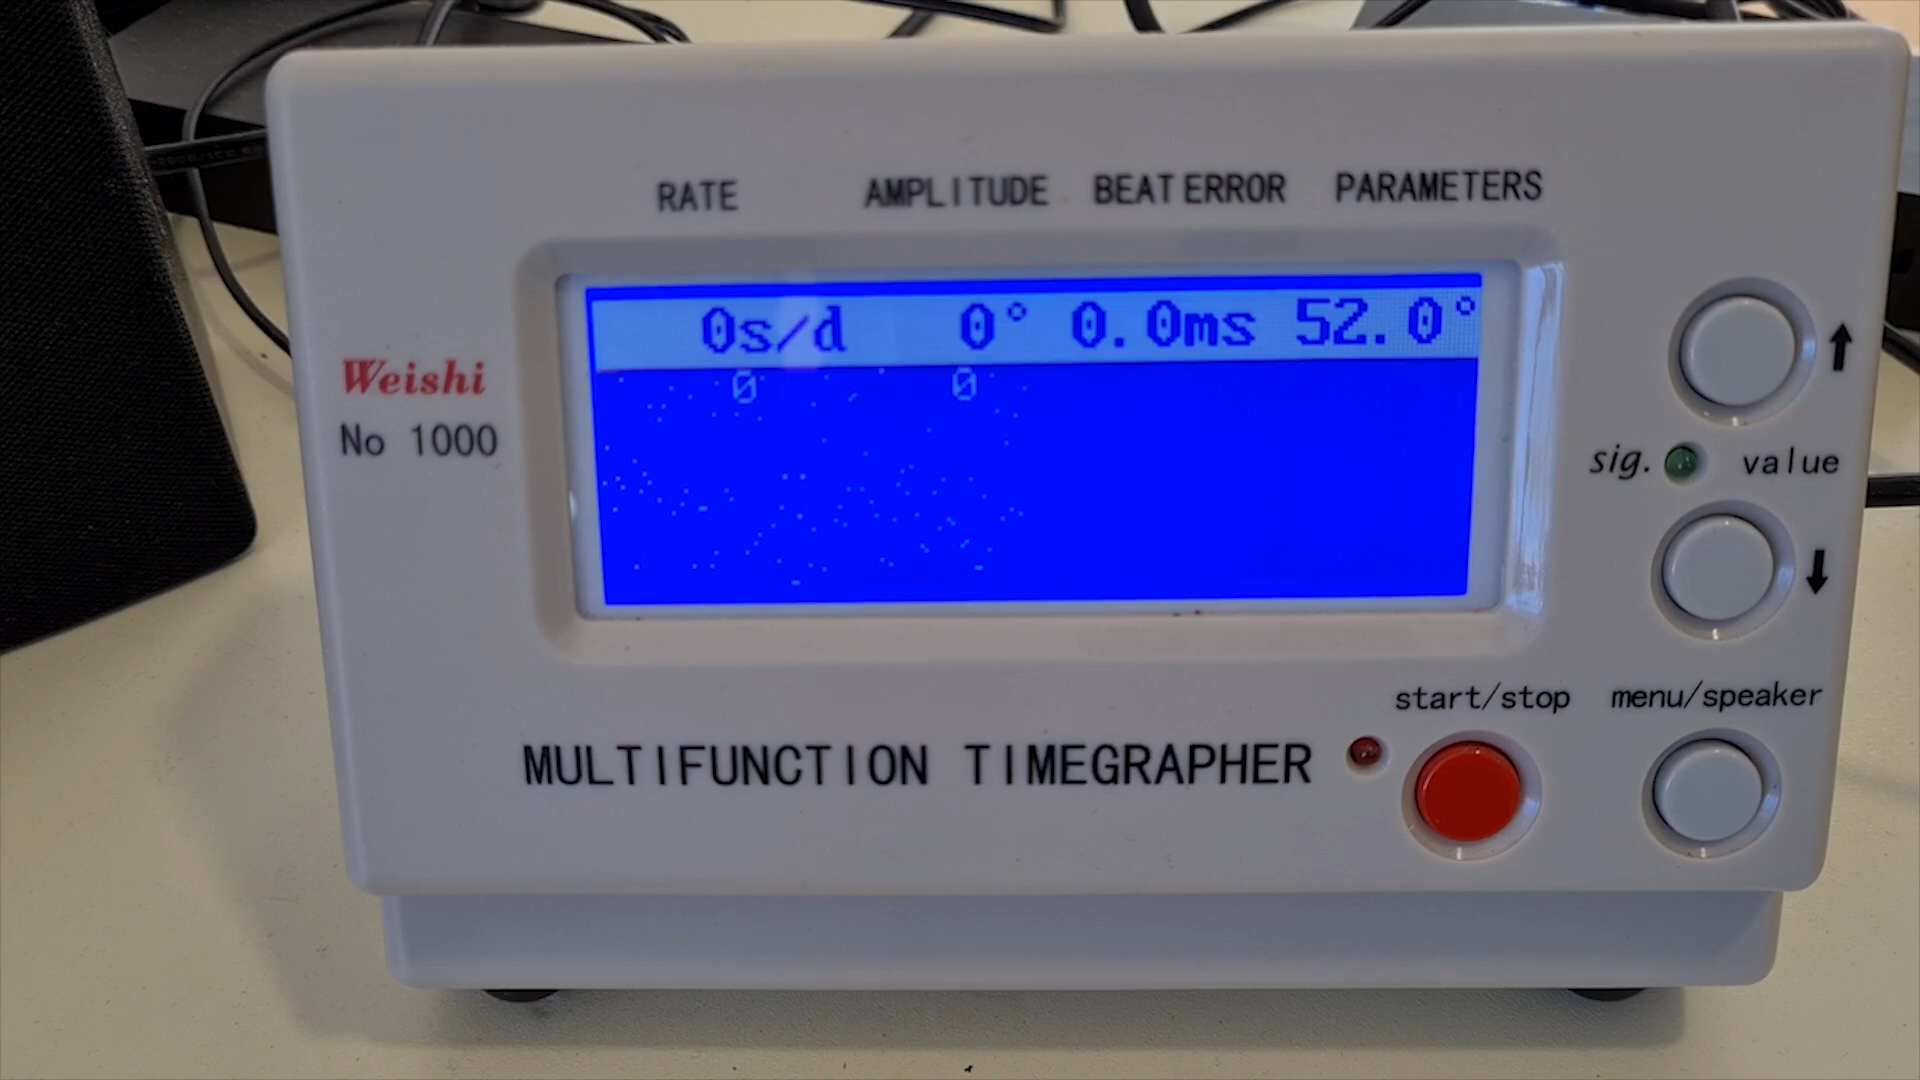 RATE AMPLITUDE BEAT ERROR PARAMETERS
0s/d 0° 0.0ms 52.0°
0 0
Weishi
No 1000
sig. value
start/stop menu/speaker
MULTIFUNCTION TIMEGRAPHER